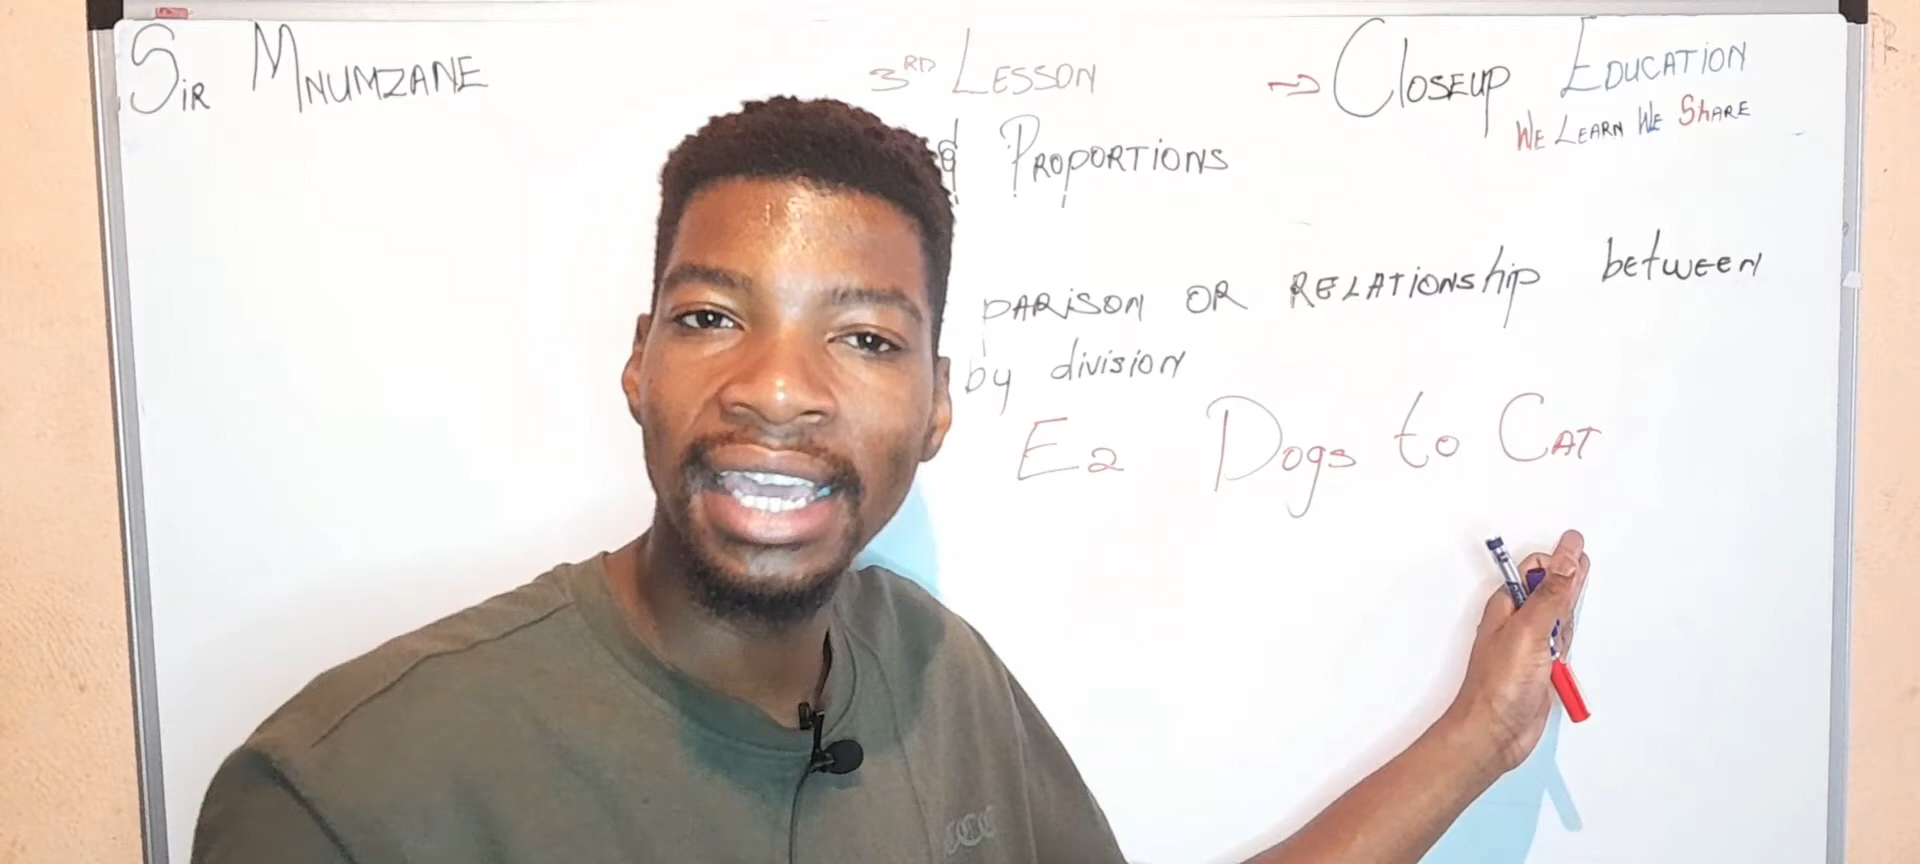 Sir MNUMZANE
3RD LESSON
→ CLOSEUP EDUCATION
WE LEARN WE ShARE
& PROPORTIONS
PARISON OR RELATIONShip between
by division
E2 Dogs to CAT